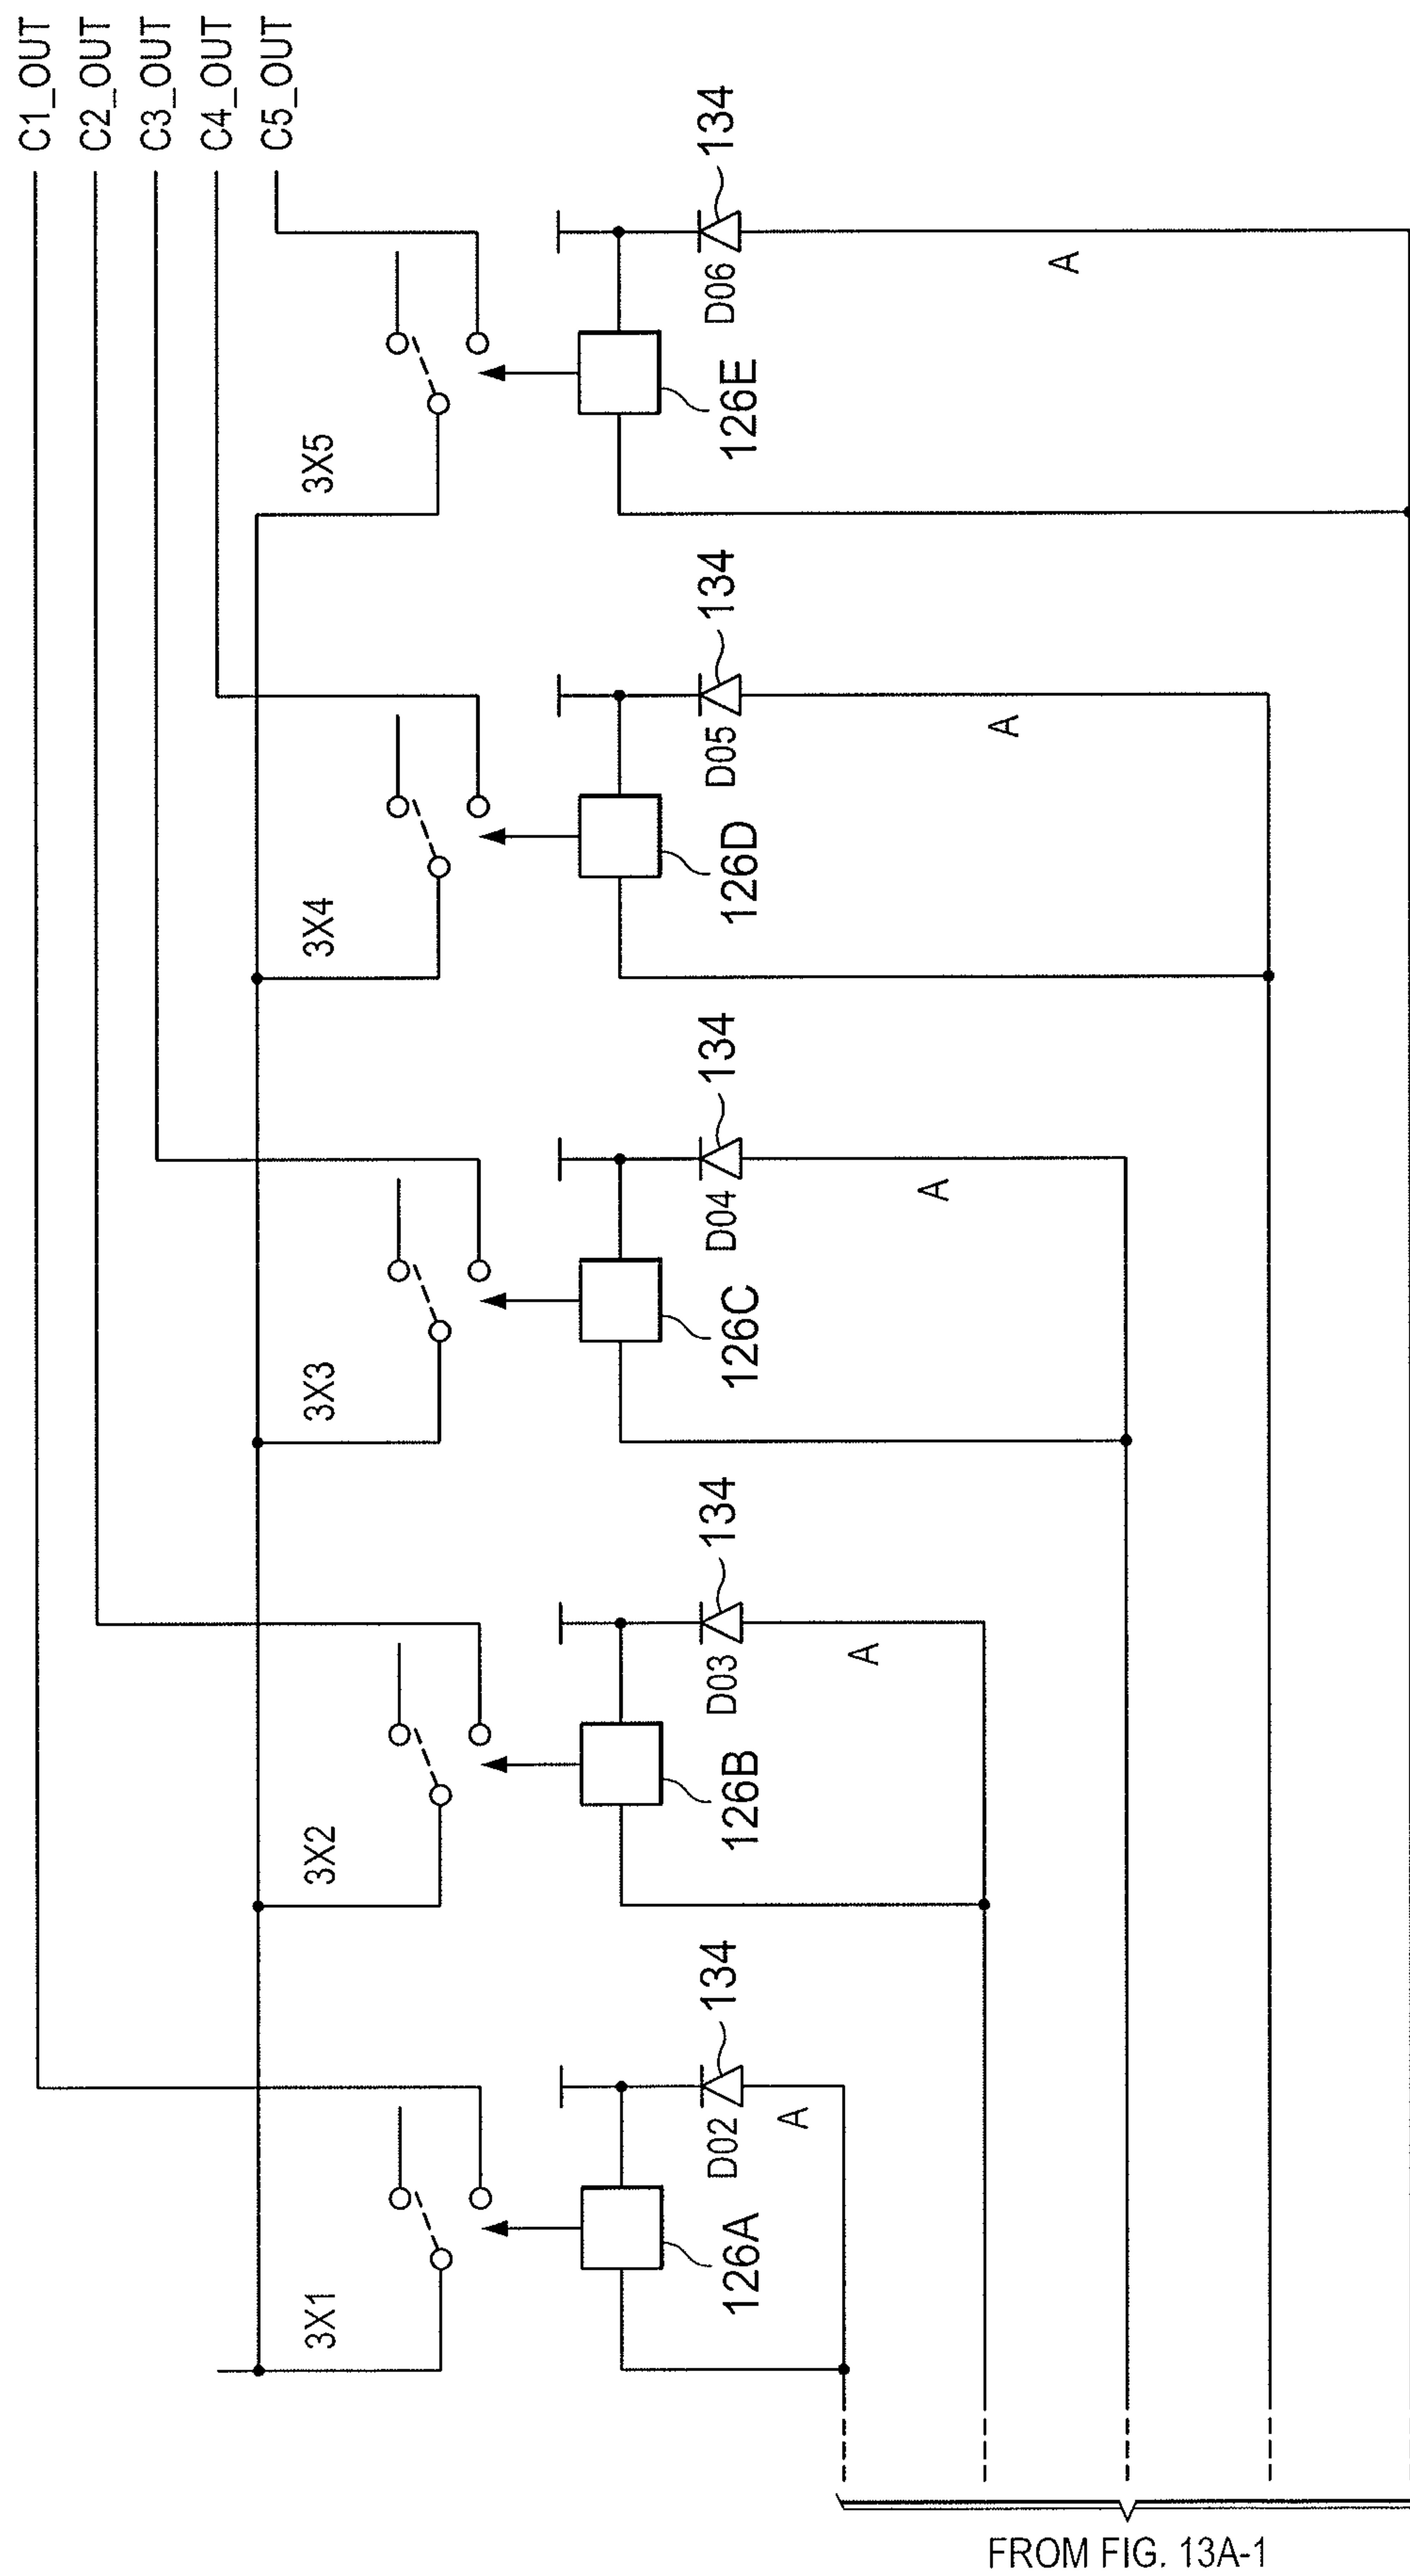 C1_OUT
C2_OUT
C3_OUT
C4_OUT
C5_OUT
3X5
126E
D06
134
A
3X4
126D
D05
134
A
3X3
126C
D04
134
A
3X2
126B
D03
134
A
3X1
126A
D02
134
A
FROM FIG. 13A-1